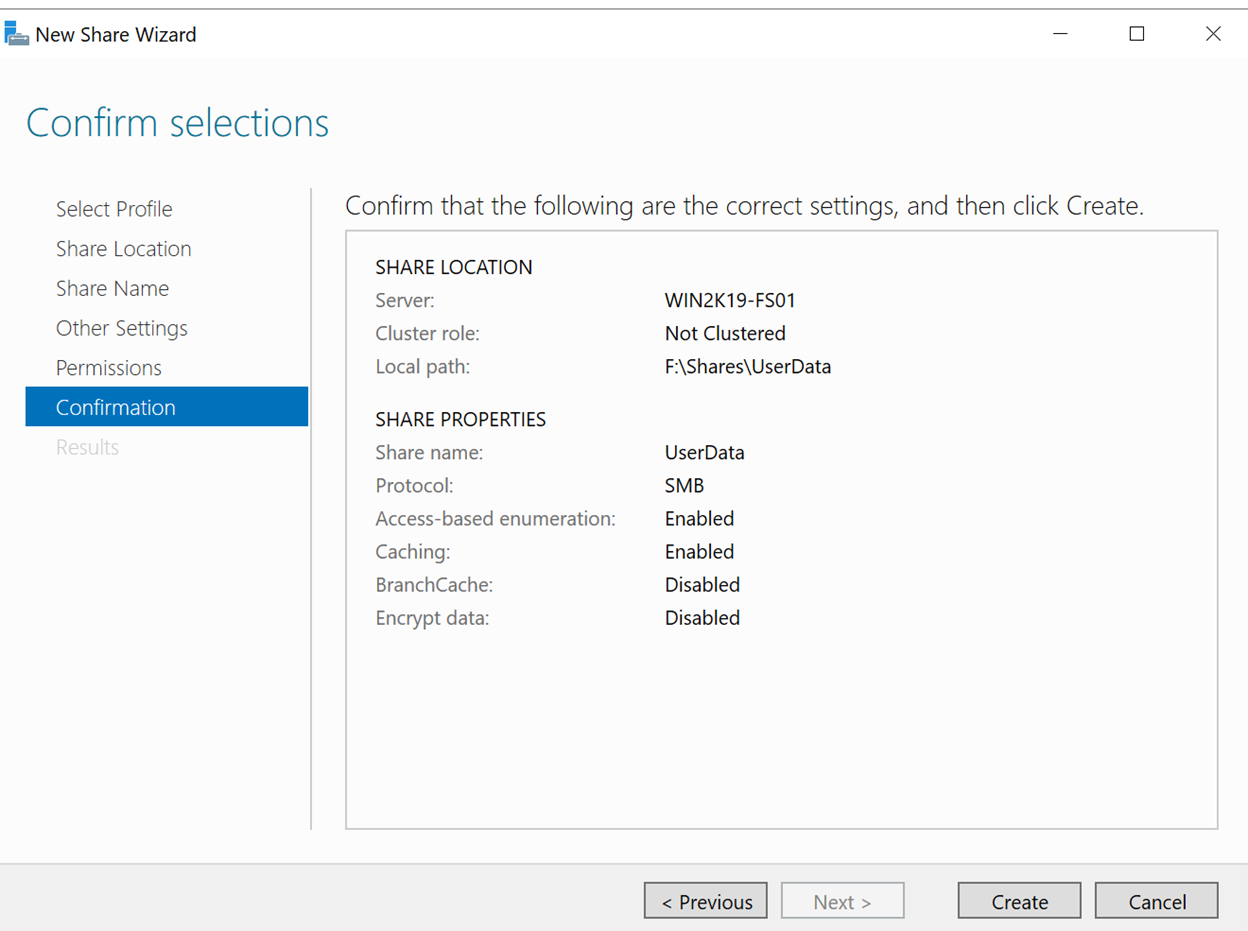 New Share Wizard
Confirm selections
Select Profile
Share Location
Share Name
Other Settings
Permissions
Confirmation
Results
Confirm that the following are the correct settings, and then click Create.
SHARE LOCATION
Server: WIN2K19-FS01
Cluster role: Not Clustered
Local path: F:\Shares\UserData
SHARE PROPERTIES
Share name: UserData
Protocol: SMB
Access-based enumeration: Enabled
Caching: Enabled
BranchCache: Disabled
Encrypt data: Disabled
< Previous Next > Create Cancel